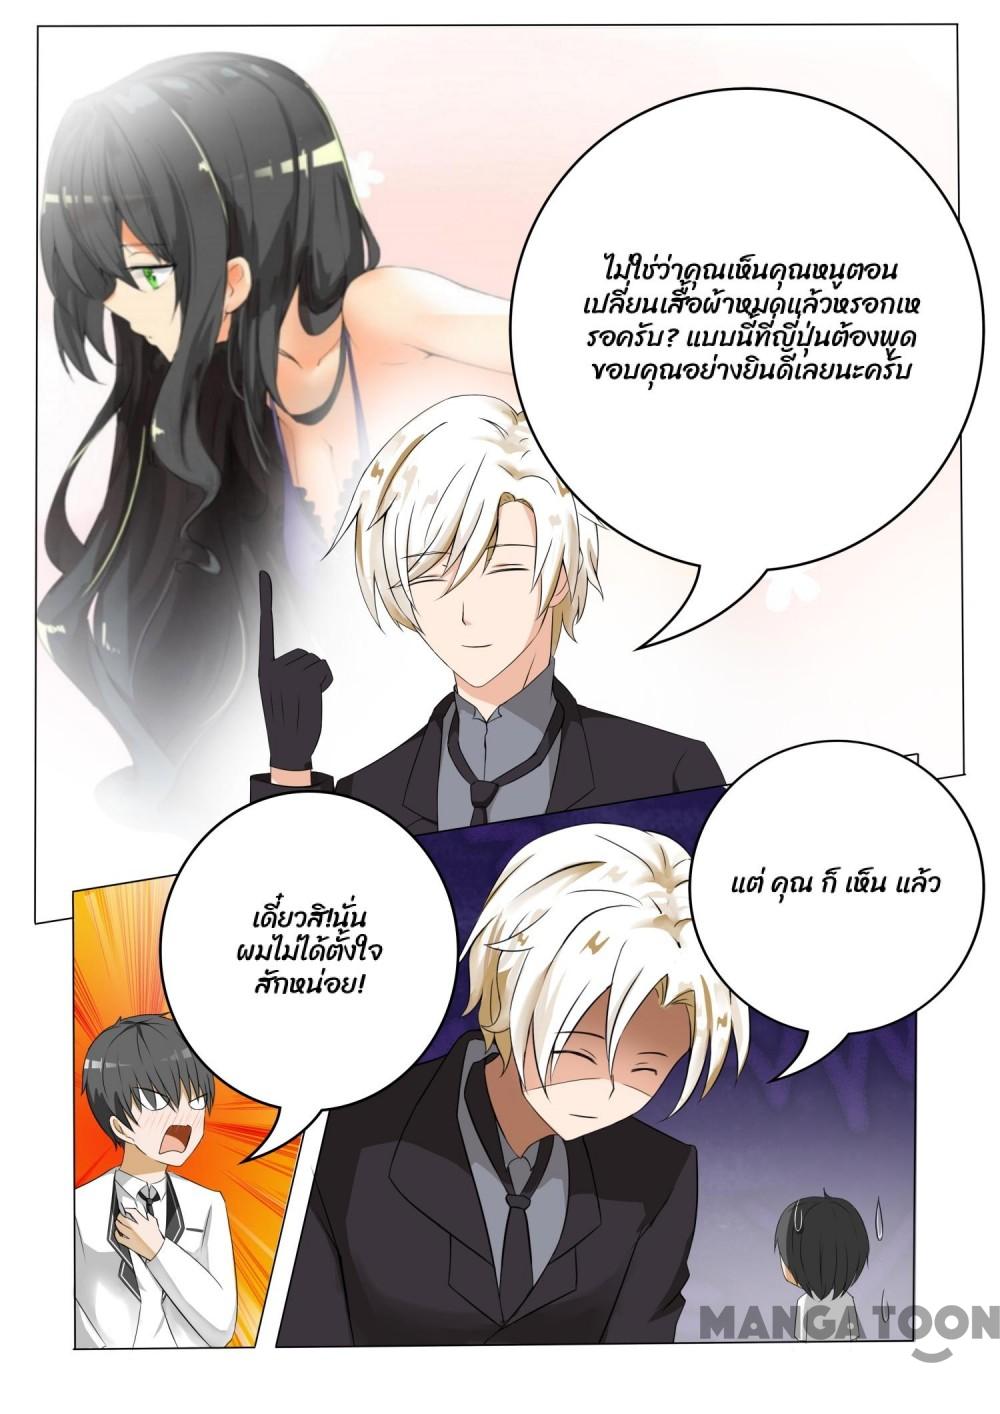 ไม่ใช่ว่าคุณเห็นคุณหนูตอน
เปลี่ยนเสื้อผ้าหมดแล้วหรอกเห
รอครับ? แบบนี้ที่ญี่ปุ่นต้องพูด
ขอบคุณอย่างยินดีเลยนะครับ
แต่ คุณ ก็ เห็น แล้ว
เดี๋ยวสิ!นั่น
ผมไม่ได้ตั้งใจ
สักหน่อย!
MANGATOON